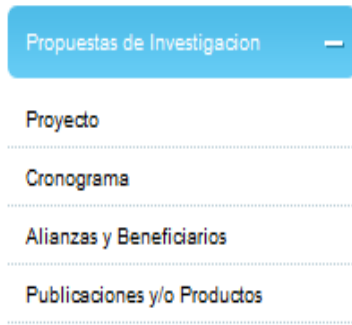 Propuestas de Investigacion
Proyecto
Cronograma
Alianzas y Beneficiarios
Publicaciones y/o Productos